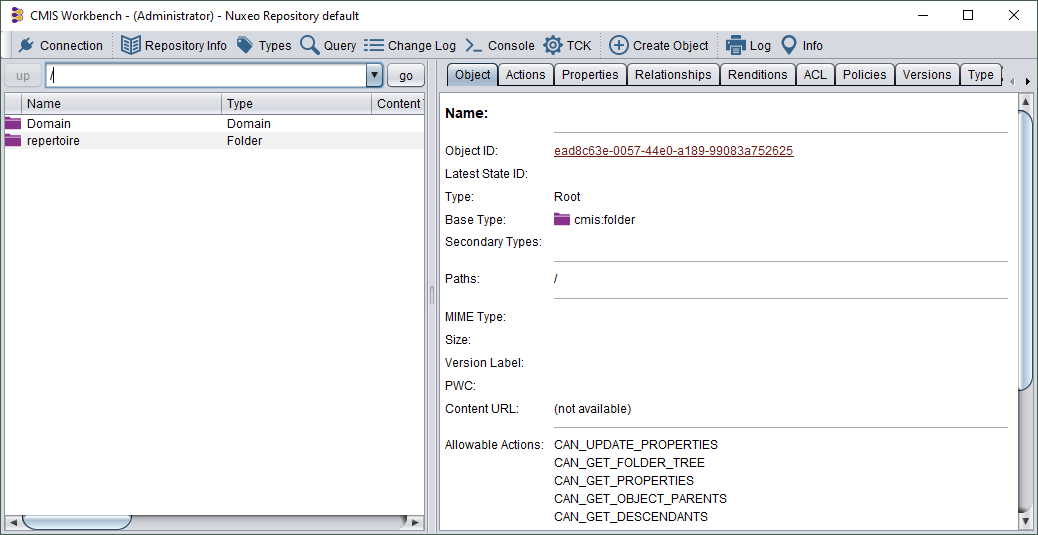 CMIS Workbench - (Administrator) - Nuxeo Repository default
Connection Repository Info Types Query Change Log Console TCK Create Object Log Info
up / go
Name Type Content
Domain Domain
repertoire Folder
Object Actions Properties Relationships Renditions ACL Policies Versions Type
Name:
Object ID: ead8c63e-0057-44e0-a189-99083a752625
Latest State ID:
Type: Root
Base Type: cmis:folder
Secondary Types:
Paths: /
MIME Type:
Size:
Version Label:
PWC:
Content URL: (not available)
Allowable Actions: CAN_UPDATE_PROPERTIES
CAN_GET_FOLDER_TREE
CAN_GET_PROPERTIES
CAN_GET_OBJECT_PARENTS
CAN_GET_DESCENDANTS